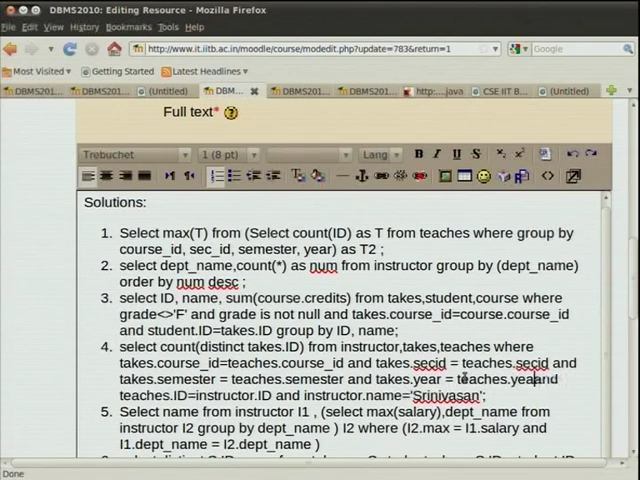 DBMS2010: Editing Resource - Mozilla Firefox
File Edit View History Bookmarks Tools Help
http://www.it.iitb.ac.in/moodle/course/modedit.php?update=783&return=1
Google
Most Visited Getting Started Latest Headlines
DBMS201... DBMS201... (Untitled) DBM... DBMS201... DBMS201... http:....java CSE IIT B... (Untitled)
Full text*
Trebuchet 1 (8 pt) Lang B I U S x₂ x²
Solutions:
1. Select max(T) from (Select count(ID) as T from teaches where group by
course_id, sec_id, semester, year) as T2 ;
2. select dept_name,count(*) as num from instructor group by (dept_name)
order by num desc ;
3. select ID, name, sum(course.credits) from takes,student,course where
grade<>'F' and grade is not null and takes.course_id=course.course_id
and student.ID=takes.ID group by ID, name;
4. select count(distinct takes.ID) from instructor,takes,teaches where
takes.course_id=teaches.course_id and takes.secid = teaches.secid and
takes.semester = teaches.semester and takes.year = teaches.yearand
teaches.ID=instructor.ID and instructor.name='Srinivasan';
5. Select name from instructor I1 , (select max(salary),dept_name from
instructor I2 group by dept_name ) I2 where (I2.max = I1.salary and
I1.dept_name = I2.dept_name )
Done